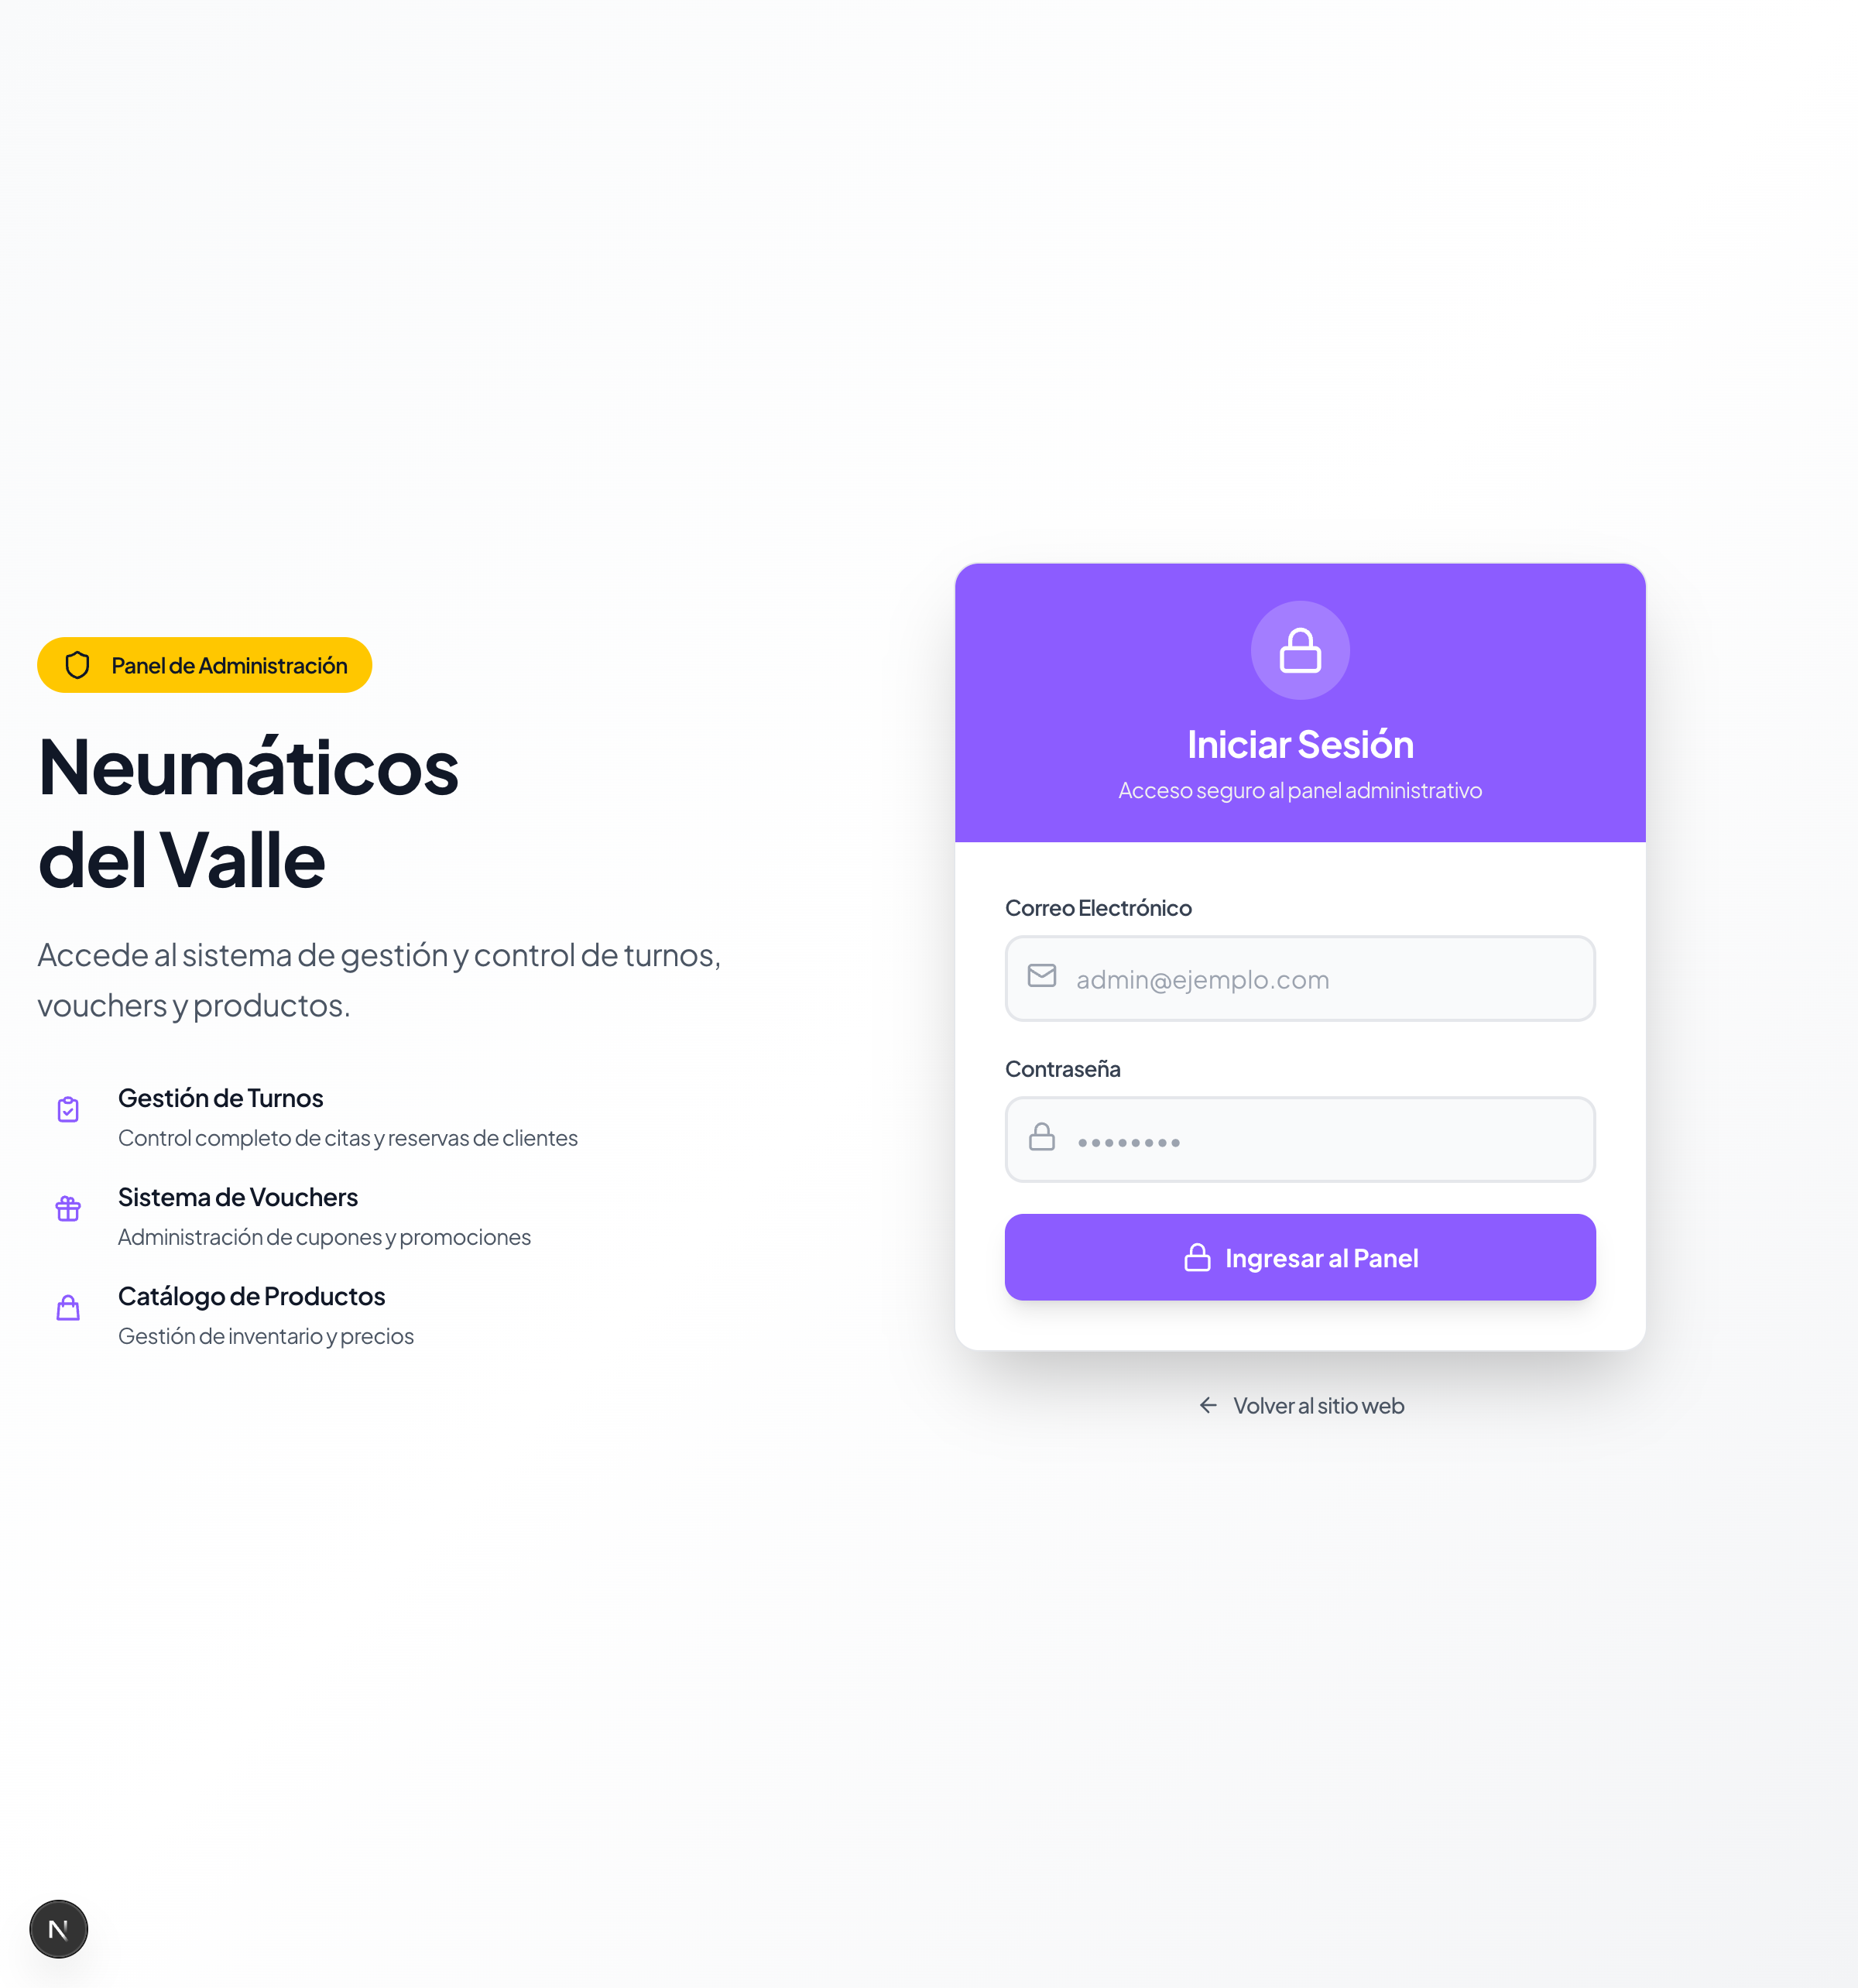 Panel de Administración
Neumáticos
del Valle
Accede al sistema de gestión y control de turnos,
vouchers y productos.
Gestión de Turnos
Control completo de citas y reservas de clientes
Sistema de Vouchers
Administración de cupones y promociones
Catálogo de Productos
Gestión de inventario y precios
Iniciar Sesión
Acceso seguro al panel administrativo
Correo Electrónico
admin@ejemplo.com
Contraseña
••••••••
Ingresar al Panel
Volver al sitio web
N